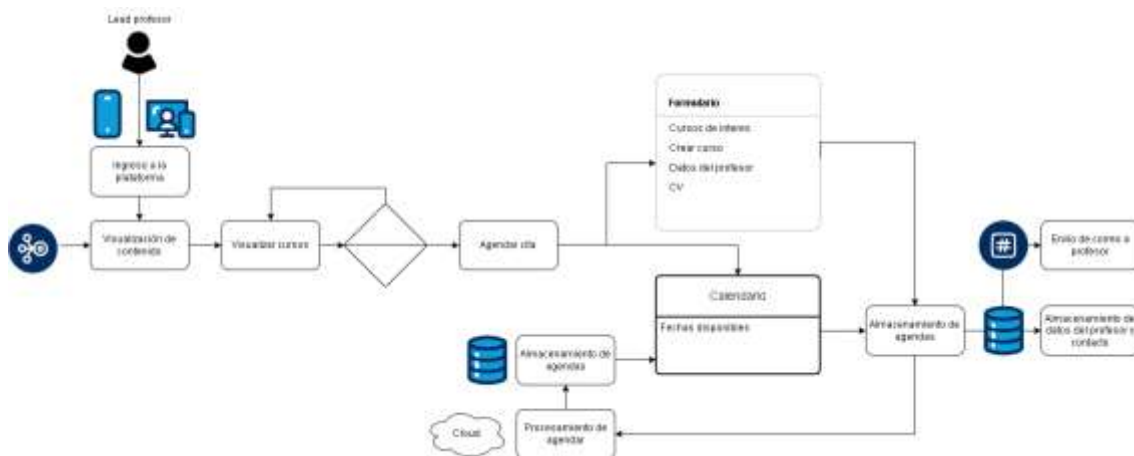 Lead profesor
Ingreso a la
plataforma
Visualización de
contenido
Visualizar cursos
Agendar cita
Formulario
Cursos de interes
Crear curso
Datos del profesor
CV
Calendario
Fechas disponibles
Almacenamiento de
agendas
Cloud
Procesamiento de
agendar
Almacenamiento de
agendas
#
Envio de correo a
profesor
Almacenamiento de
datos del profesor
contacto